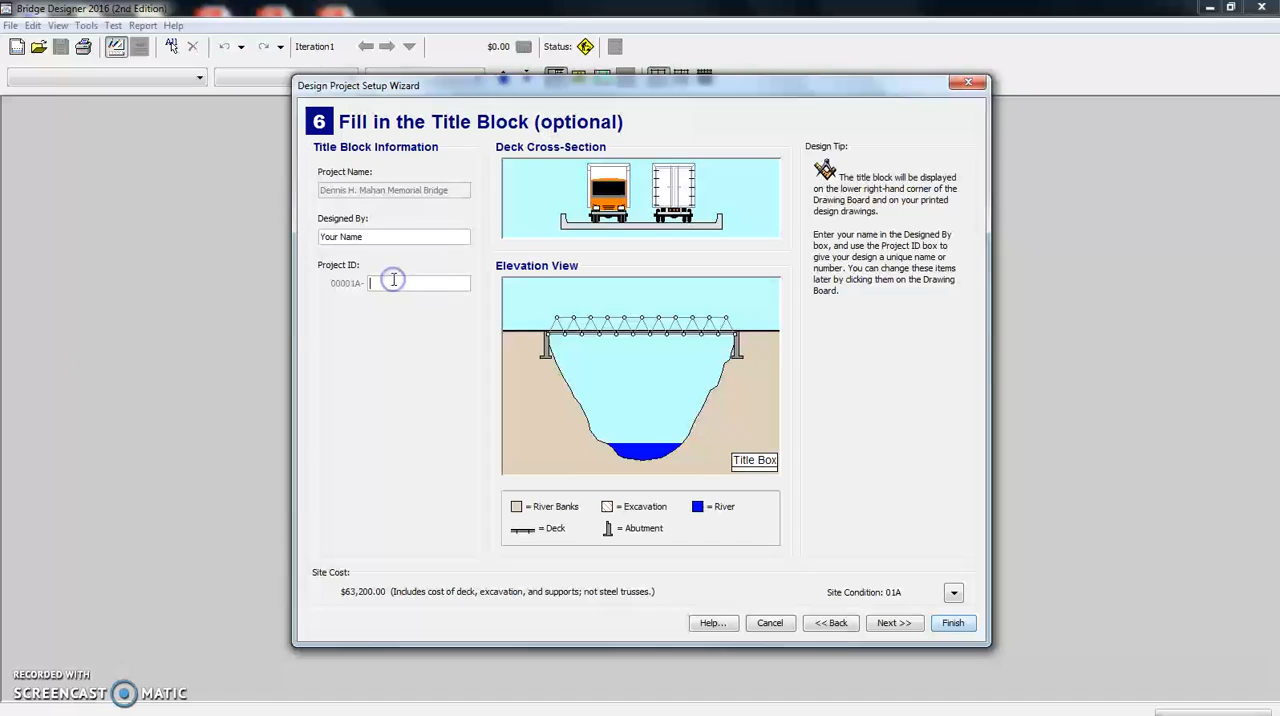 Bridge Designer 2016 (2nd Edition)
File Edit View Tools Test Report Help
Iteration1 $0.00 Status:
Design Project Setup Wizard
6 Fill in the Title Block (optional)
Title Block Information
Project Name:
Dennis H. Mahan Memorial Bridge
Designed By:
Your Name
Project ID:
00001A-
Deck Cross-Section
Elevation View
Title Box
= River Banks = Excavation = River
= Deck = Abutment
Design Tip:
The title block will be displayed
on the lower right-hand corner of the
Drawing Board and on your printed
design drawings.
Enter your name in the Designed By
box, and use the Project ID box to
give your design a unique name or
number. You can change these items
later by clicking them on the Drawing
Board.
Site Cost:
$63,200.00 (Includes cost of deck, excavation, and supports; not steel trusses.) Site Condition: 01A
Help... Cancel << Back Next >> Finish
RECORDED WITH
SCREENCAST MATIC